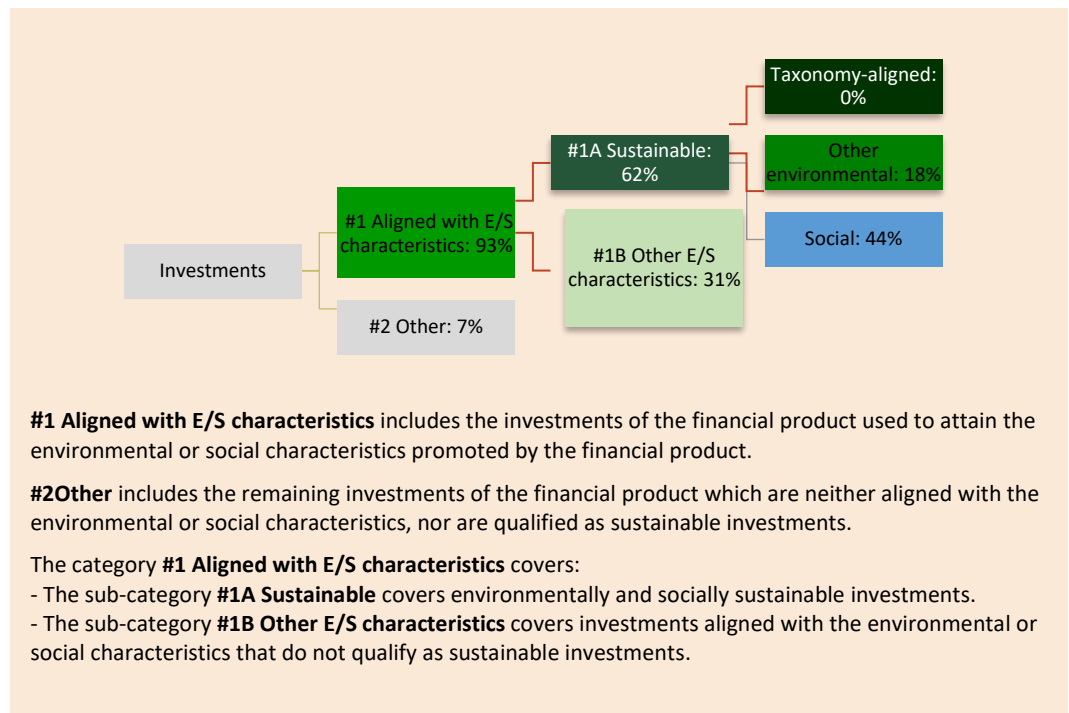 Taxonomy-aligned:
0%
#1A Sustainable:
62%
Other
environmental: 18%
#1 Aligned with E/S
characteristics: 93%
Social: 44%
#1B Other E/S
characteristics: 31%
Investments
#2 Other: 7%
#1 Aligned with E/S characteristics includes the investments of the financial product used to attain the
environmental or social characteristics promoted by the financial product.
#2Other includes the remaining investments of the financial product which are neither aligned with the
environmental or social characteristics, nor are qualified as sustainable investments.
The category #1 Aligned with E/S characteristics covers:
- The sub-category #1A Sustainable covers environmentally and socially sustainable investments.
- The sub-category #1B Other E/S characteristics covers investments aligned with the environmental or
social characteristics that do not qualify as sustainable investments.